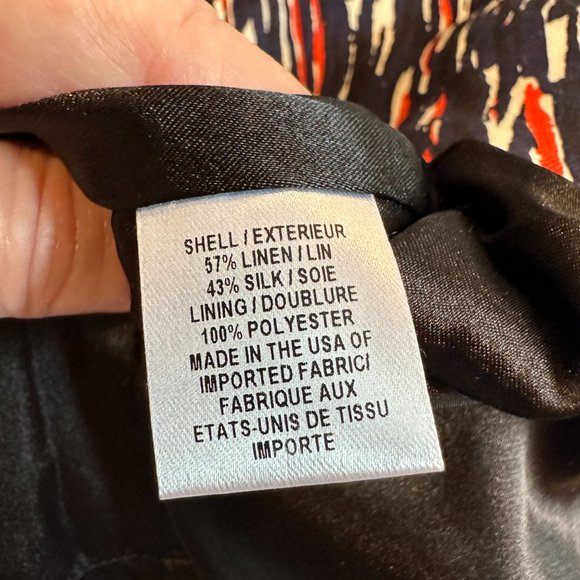 SHELL / EXTERIEUR
57% LINEN / LIN
43% SILK / SOIE
LINING / DOUBLURE
100% POLYESTER
MADE IN THE USA OF
IMPORTED FABRIC/
FABRIQUE AUX
ETATS-UNIS DE TISSU
IMPORTE